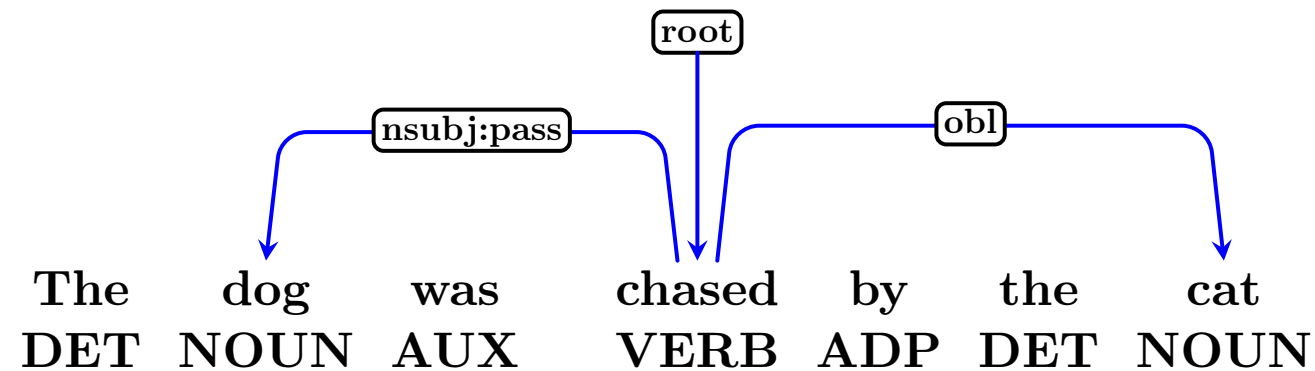 root
nsubj:pass obl
The dog was chased by the cat
DET NOUN AUX VERB ADP DET NOUN